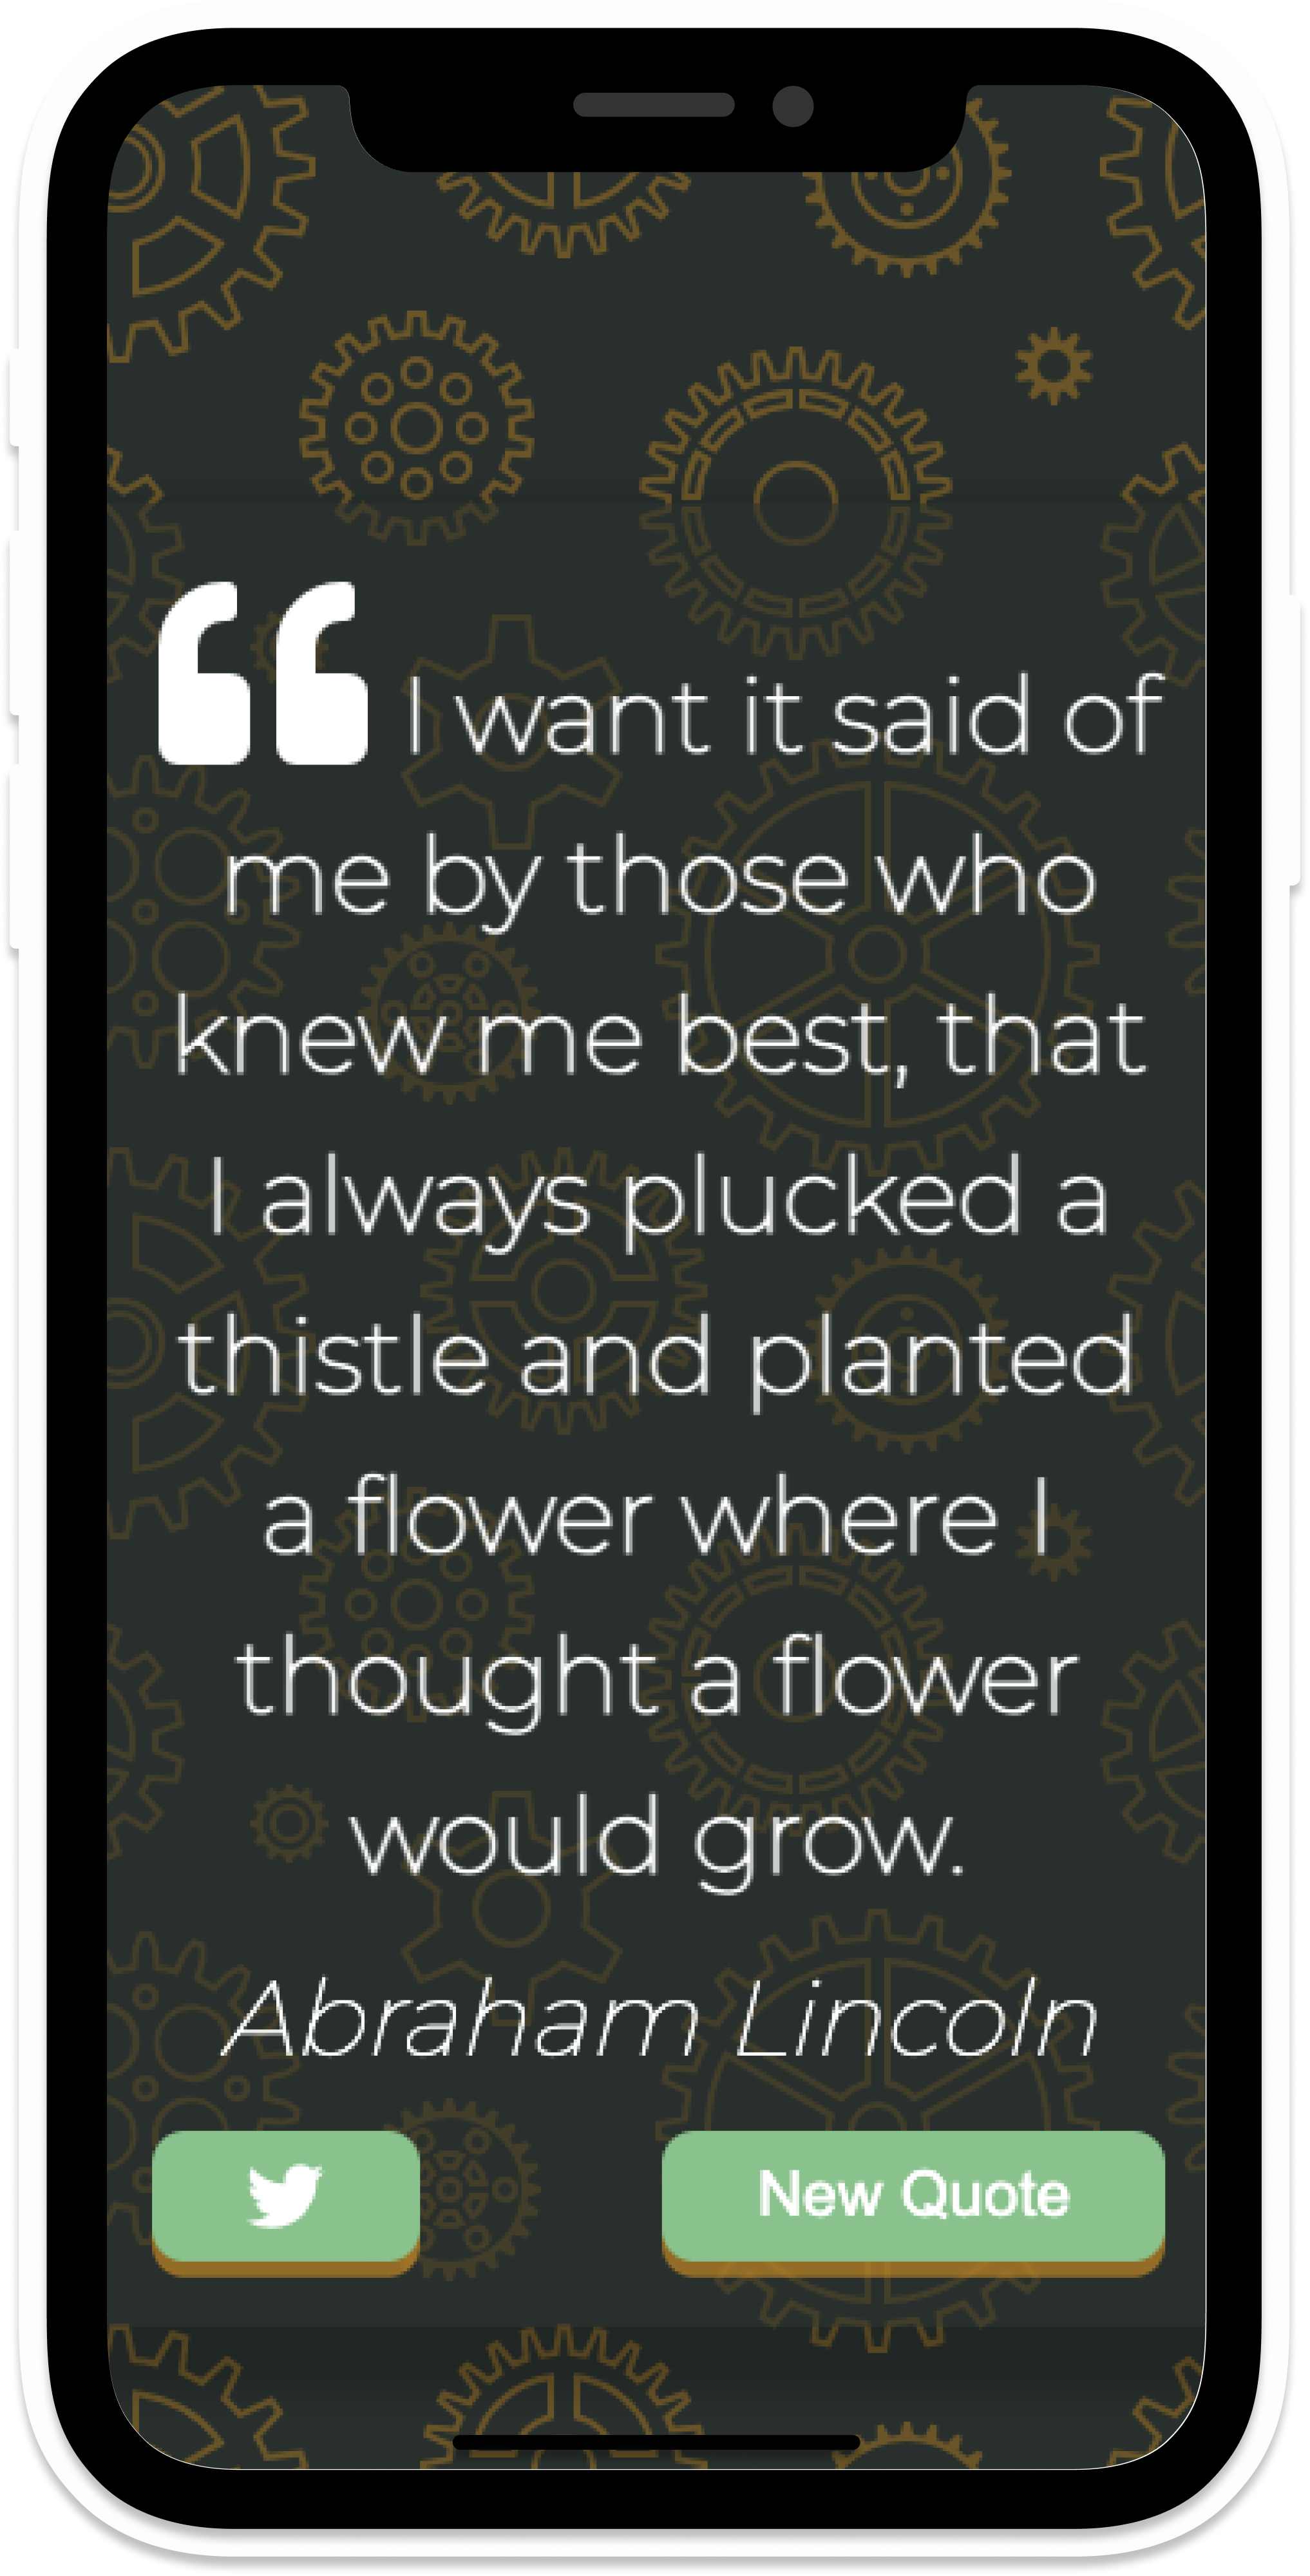 “ I want it said of
me by those who
knew me best, that
I always plucked a
thistle and planted
a flower where I
thought a flower
would grow.
Abraham Lincoln
New Quote